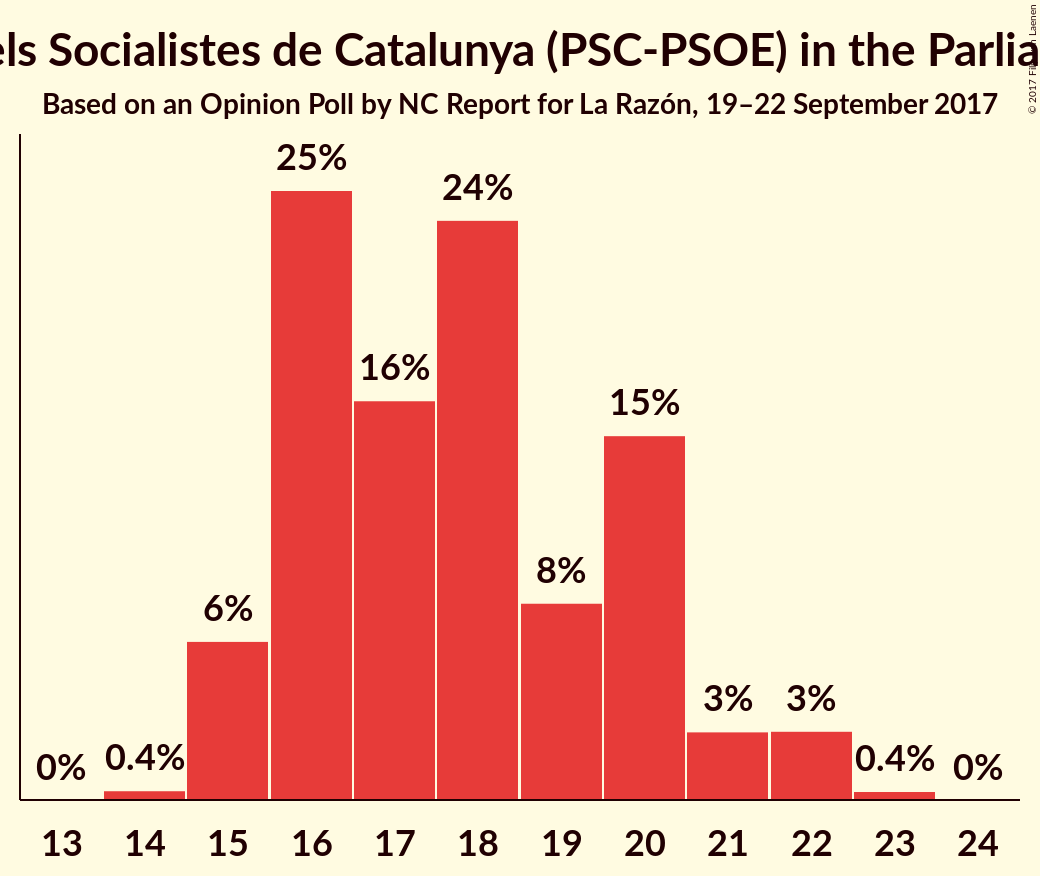 Socialistes de Catalunya (PSC-PSOE) in the
Based on an Opinion Poll by NC Report for La Razón, 19–22 September 2017
© 2017 Laenen
25%
24%
16%
15%
8%
6%
3% 3%
0% 0.4% 0.4% 0%
13 14 15 16 17 18 19 20 21 22 23 24